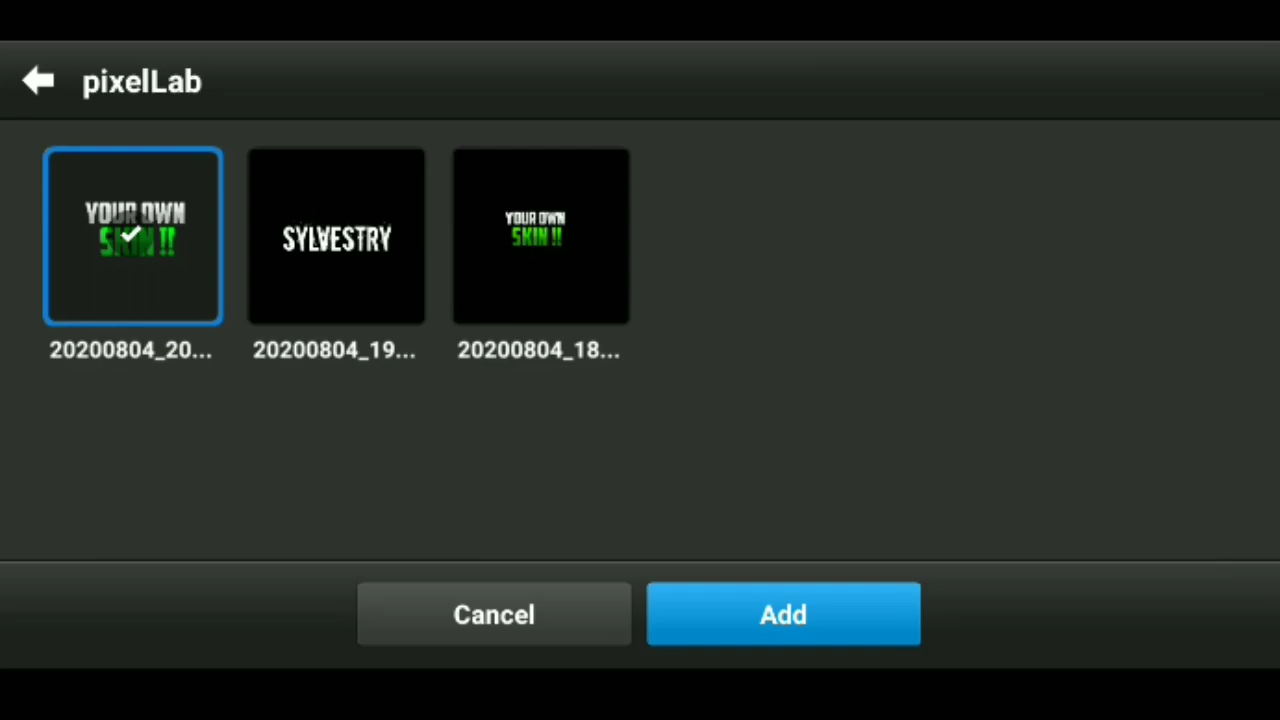 pixelLab
YOUR OWN
SKIN !!
SYLVESTRY
YOUR OWN
SKIN !!
20200804_20...
20200804_19...
20200804_18...
Cancel
Add